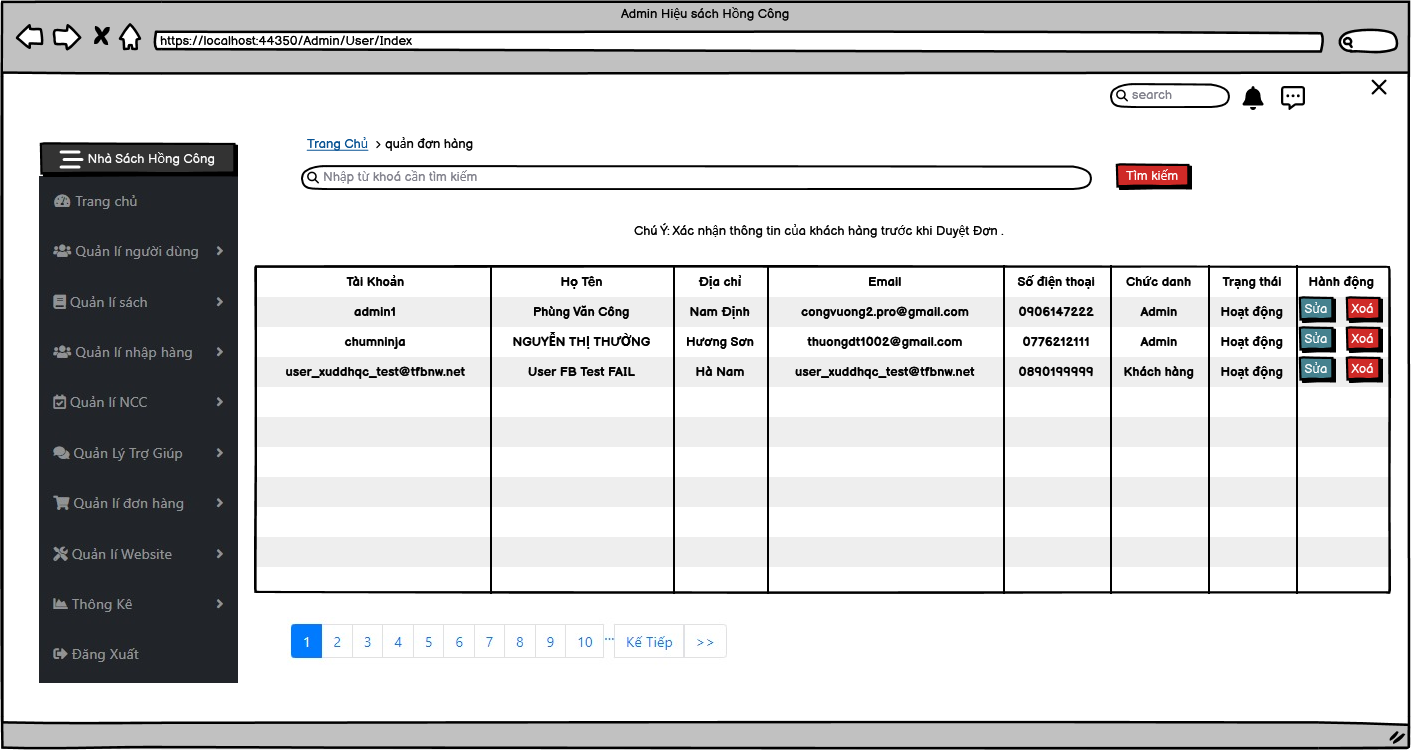 Admin Hiệu sách Hồng Công
https://localhost:44350/Admin/User/Index
search
Nhà Sách Hồng Công
Trang chủ
Quản lí người dùng
Quản lí sách
Quản lí nhập hàng
Quản lí NCC
Quản Lý Trợ Giúp
Quản lí đơn hàng
Quản lí Website
Thông Kê
Đăng Xuất
Trang Chủ > quản đơn hàng
Nhập từ khoá cần tìm kiếm
Tìm kiếm
Chú Ý: Xác nhận thông tin của khách hàng trước khi Duyệt Đơn .
Tài Khoản Họ Tên Địa chỉ Email Số điện thoại Chức danh Trạng thái Hành động
admin1 Phùng Văn Công Nam Định congvuong2.pro@gmail.com 0906147222 Admin Hoạt động Sửa Xoá
chumninja NGUYỄN THỊ THƯỜNG Hương Sơn thuongdt1002@gmail.com 0776212111 Admin Hoạt động Sửa Xoá
user_xuddhqc_test@tfbnw.net User FB Test FAIL Hà Nam user_xuddhqc_test@tfbnw.net 0890199999 Khách hàng Hoạt động Sửa Xoá
1 2 3 4 5 6 7 8 9 10 ... Kế Tiếp >>